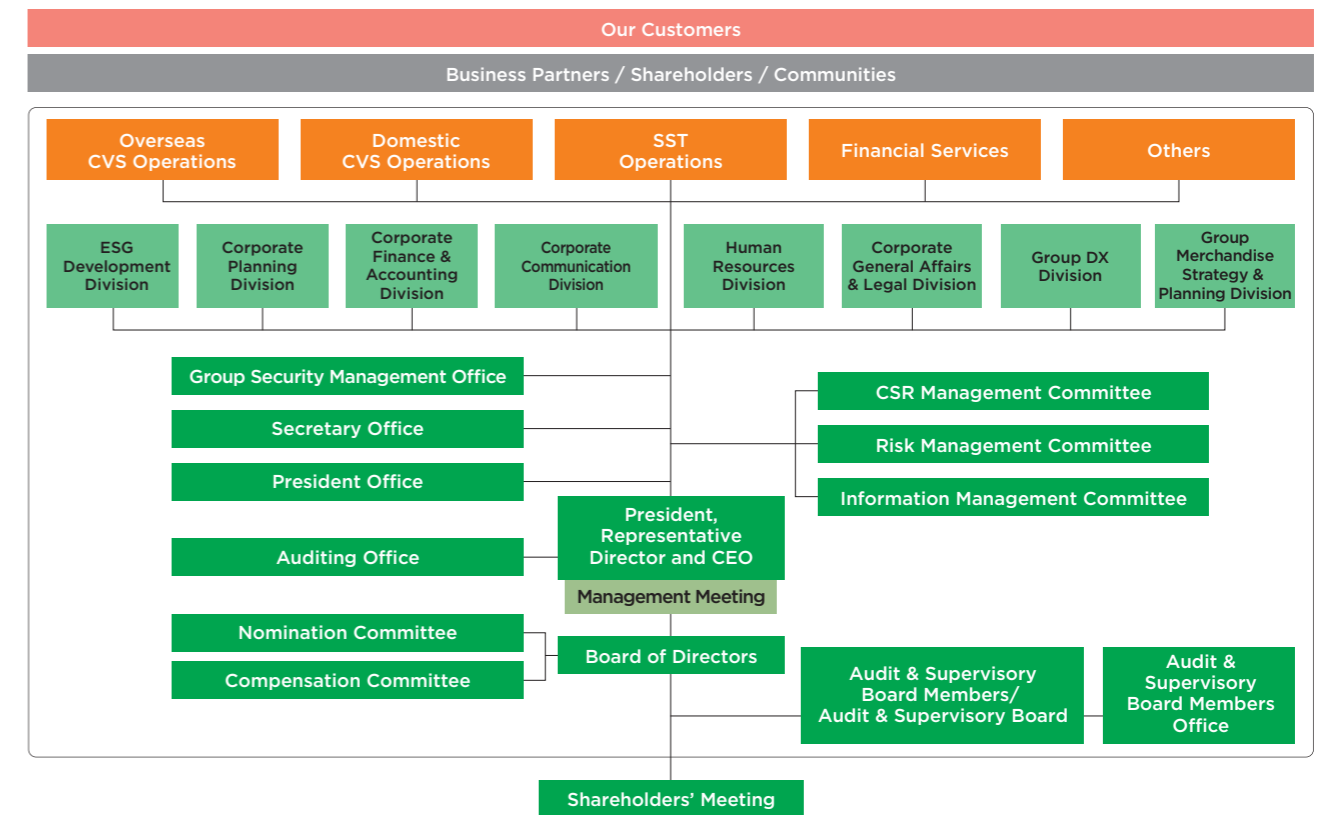 Our Customers
Business Partners / Shareholders / Communities
Overseas
CVS Operations
Domestic
CVS Operations
SST
Operations
Financial Services
Others
ESG
Development
Division
Corporate
Planning
Division
Corporate
Finance &
Accounting
Division
Corporate
Communication
Division
Human
Resources
Division
Corporate
General Affairs
& Legal Division
Group DX
Division
Group
Merchandise
Strategy &
Planning Division
Group Security Management Office
Secretary Office
President Office
CSR Management Committee
Risk Management Committee
Information Management Committee
President,
Representative
Director and CEO
Auditing Office
Management Meeting
Nomination Committee
Compensation Committee
Board of Directors
Audit & Supervisory
Board Members/
Audit & Supervisory Board
Audit &
Supervisory
Board Members
Office
Shareholders’ Meeting